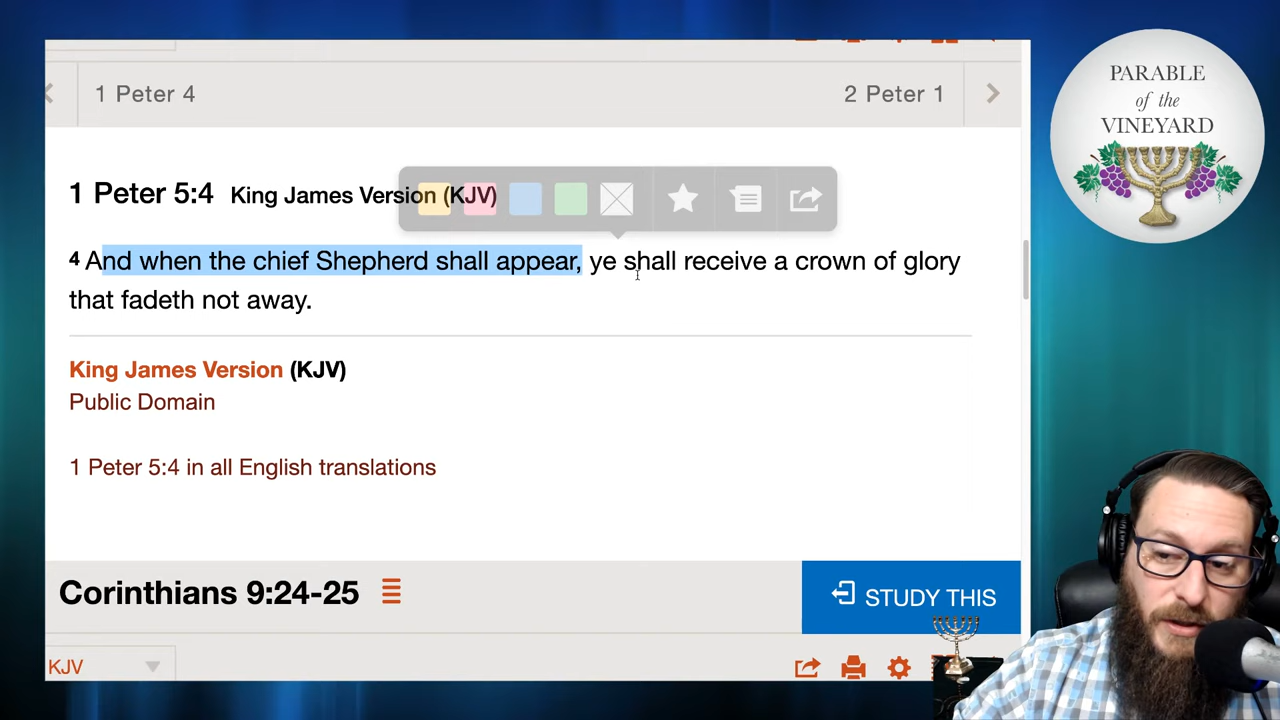 1 Peter 4
2 Peter 1
PARABLE
of the
VINEYARD
1 Peter 5:4 King James Version (KJV)
4 And when the chief Shepherd shall appear, ye shall receive a crown of glory
that fadeth not away.
King James Version (KJV)
Public Domain
1 Peter 5:4 in all English translations
Corinthians 9:24-25
STUDY THIS
KJV